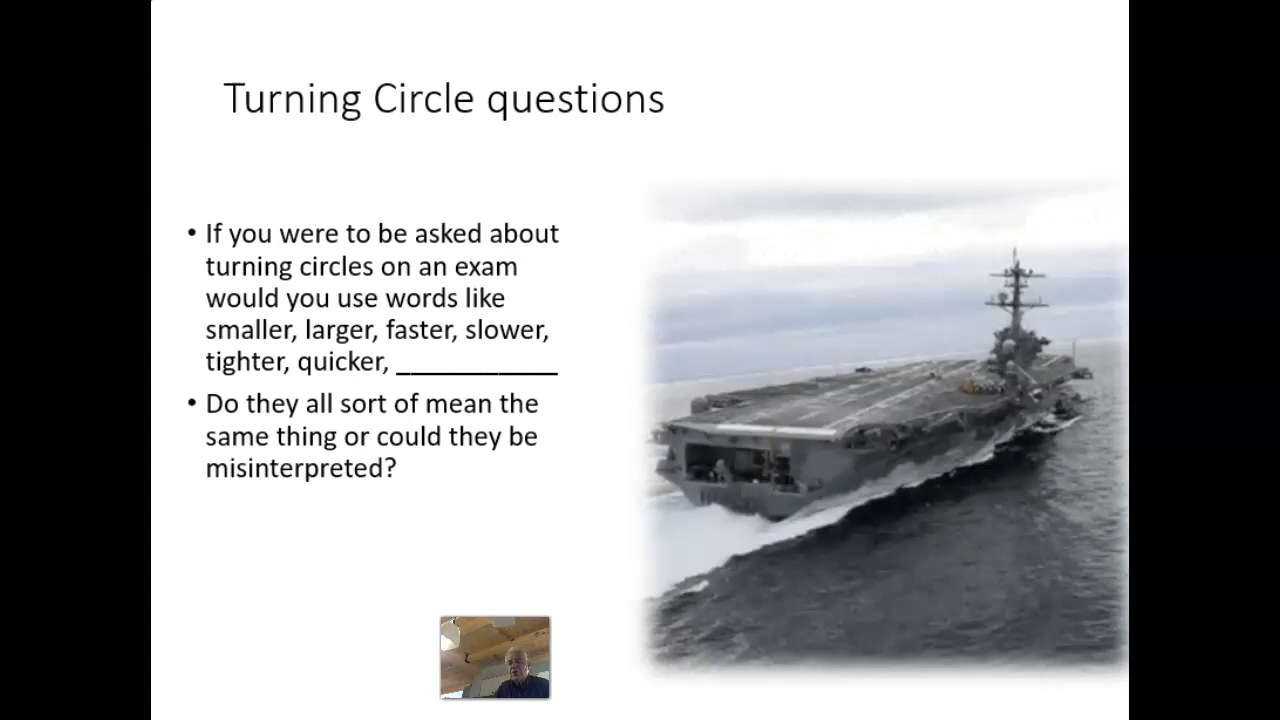 Turning Circle questions
• If you were to be asked about
turning circles on an exam
would you use words like
smaller, larger, faster, slower,
tighter, quicker, ___________
• Do they all sort of mean the
same thing or could they be
misinterpreted?